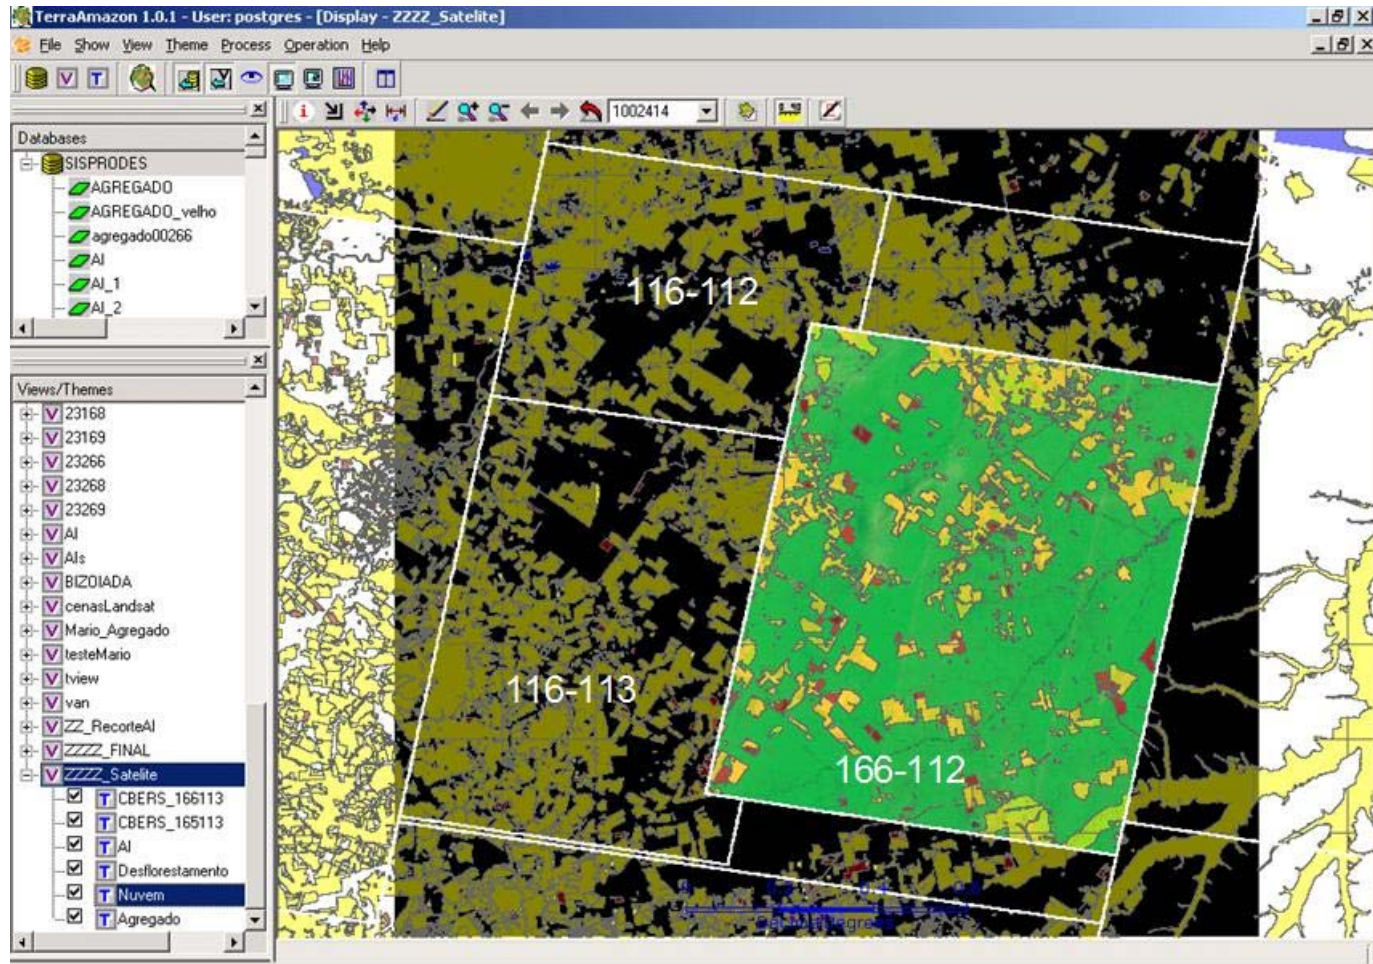 TerraAmazon 1.0.1 - User: postgres - [Display - ZZZZ_Satelite]
File Show View Theme Process Operation Help
1002414
Databases
SISPRODES
AGREGADO
AGREGADO_velho
agregado00266
AI
AI_1
AI_2
Views/Themes
23168
23169
23266
23268
23269
AI
AIs
BIZOIADA
cenasLandsat
Mario_Agregado
testeMario
tview
van
ZZ_RecorteAI
ZZZZ_FINAL
ZZZZ_Satelite
CBERS_166113
CBERS_165113
AI
Desflorestamento
Nuvem
Agregado
116-112
116-113
166-112